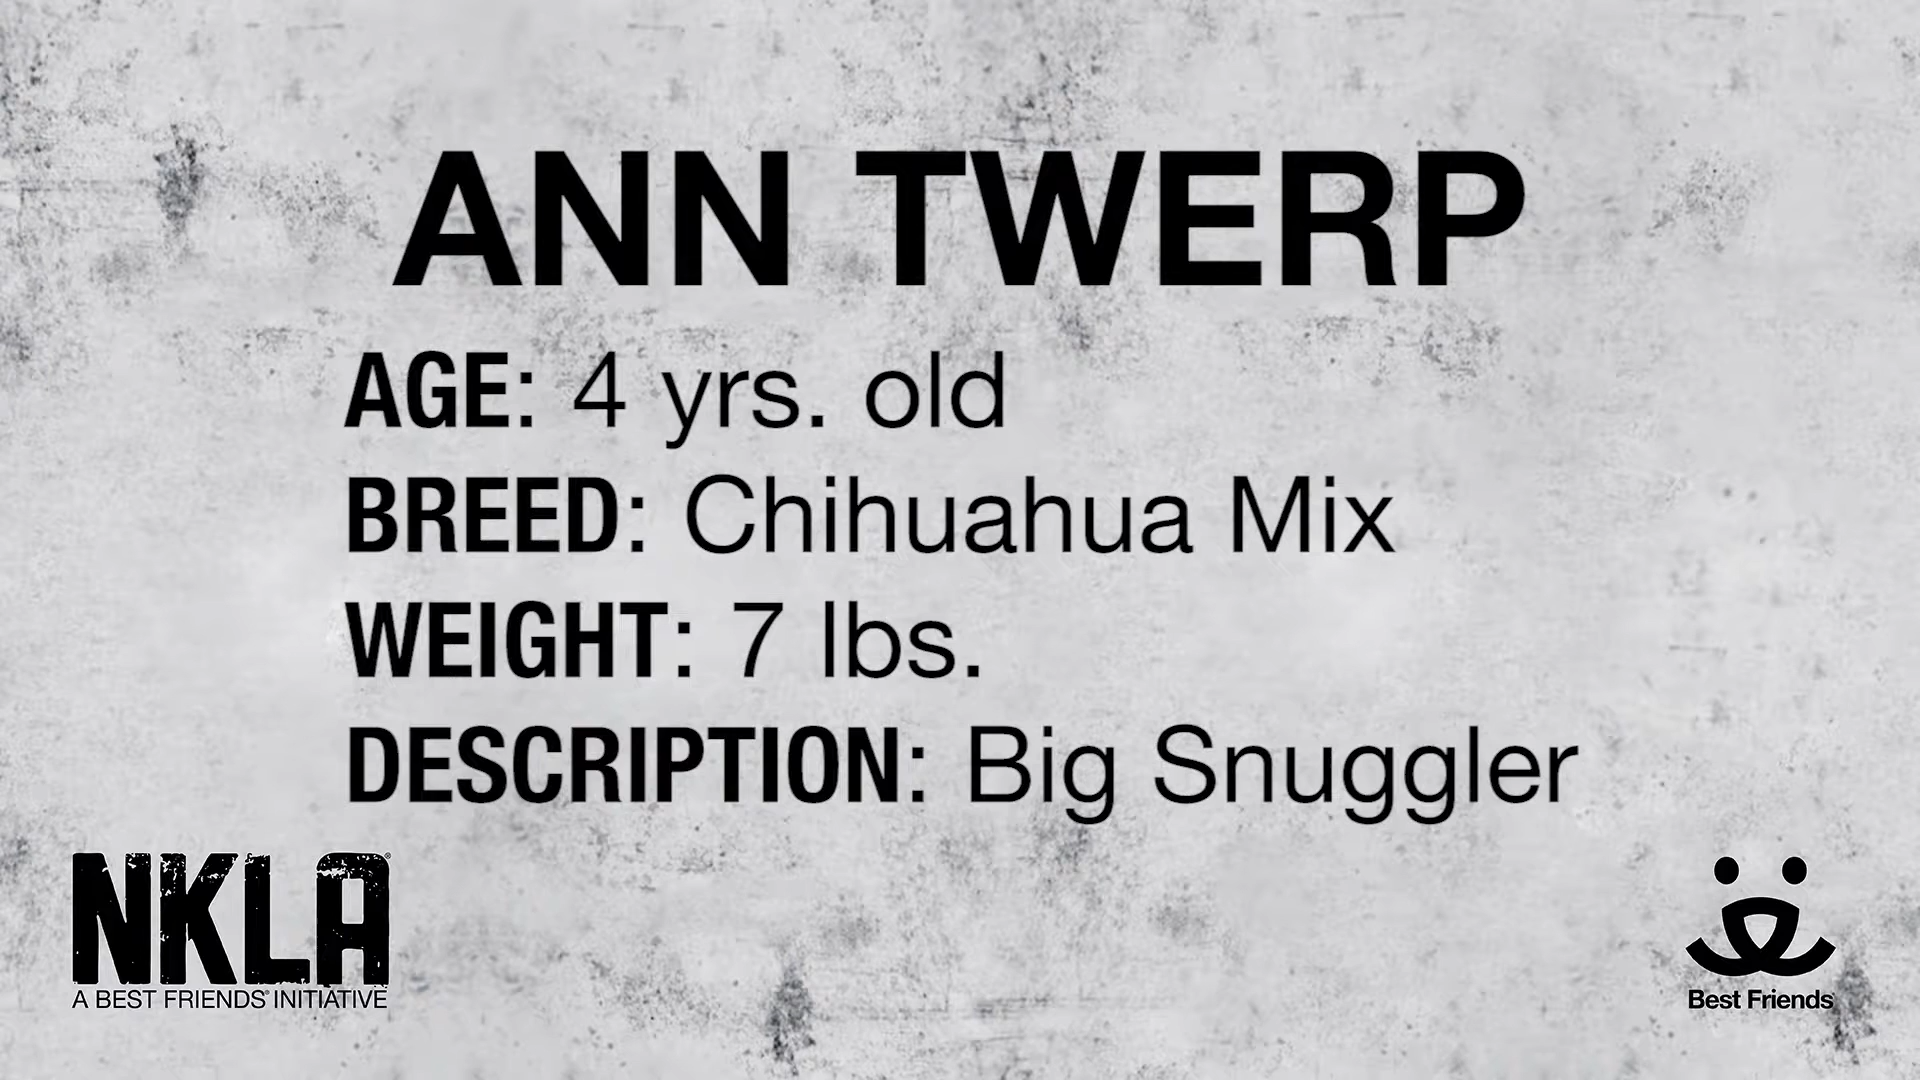 ANN TWERP
AGE: 4 yrs. old
BREED: Chihuahua Mix
WEIGHT: 7 lbs.
DESCRIPTION: Big Snuggler
NKLA®
A BEST FRIENDS® INITIATIVE
Best Friends